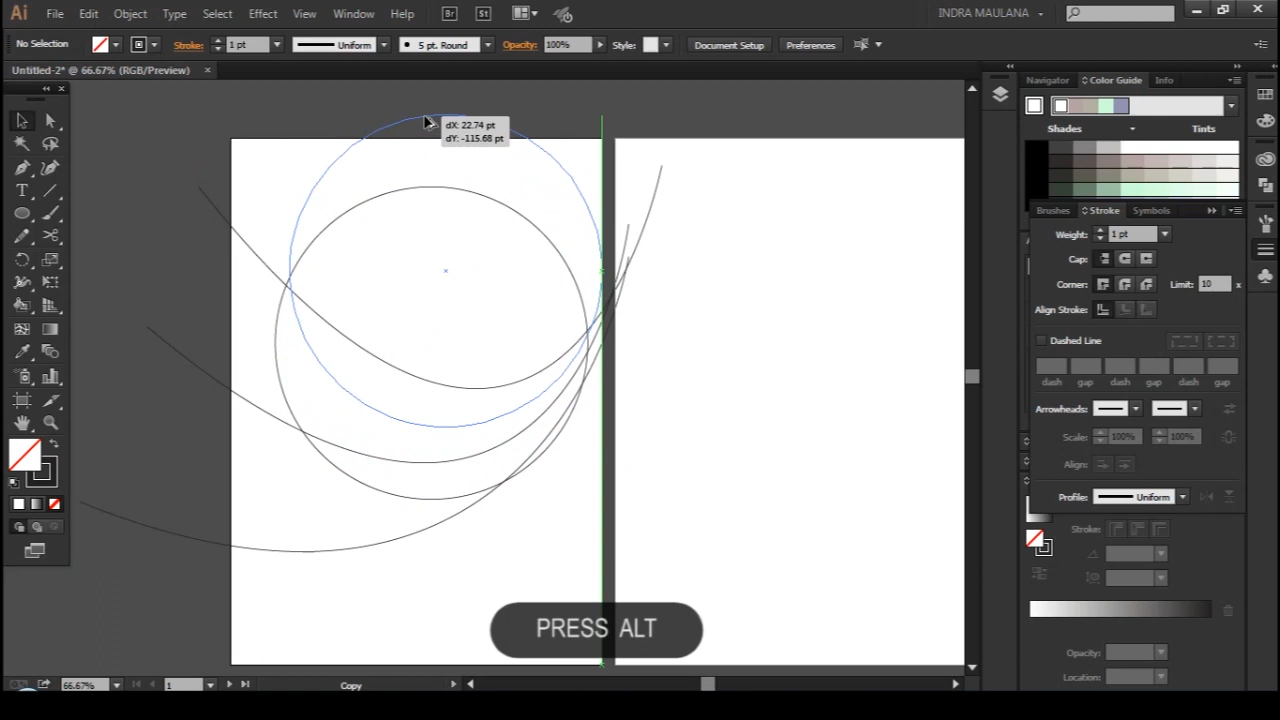 Ai File Edit Object Type Select Effect View Window Help Br St INDRA MAULANA
No Selection Stroke: 1 pt Uniform 5 pt. Round Opacity: 100% Style: Document Setup Preferences
Untitled-2* @ 66.67% (RGB/Preview) ×
Navigator Color Guide Info
dX: 22.74 pt
dY: -115.68 pt
Shades Tints
Brushes Stroke Symbols
Weight: 1 pt
Cap:
Corner: Limit: 10 x
Align Stroke:
Dashed Line
dash gap dash gap dash gap
Arrowheads:
Scale: 100% 100%
Align:
Profile: Uniform
Stroke:
PRESS ALT
Opacity:
Location:
66.67% 1 Copy